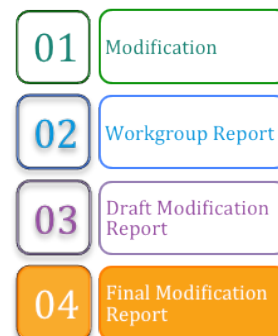 01
Modification
02
Workgroup Report
03
Draft Modification
Report
04
Final Modification
Report